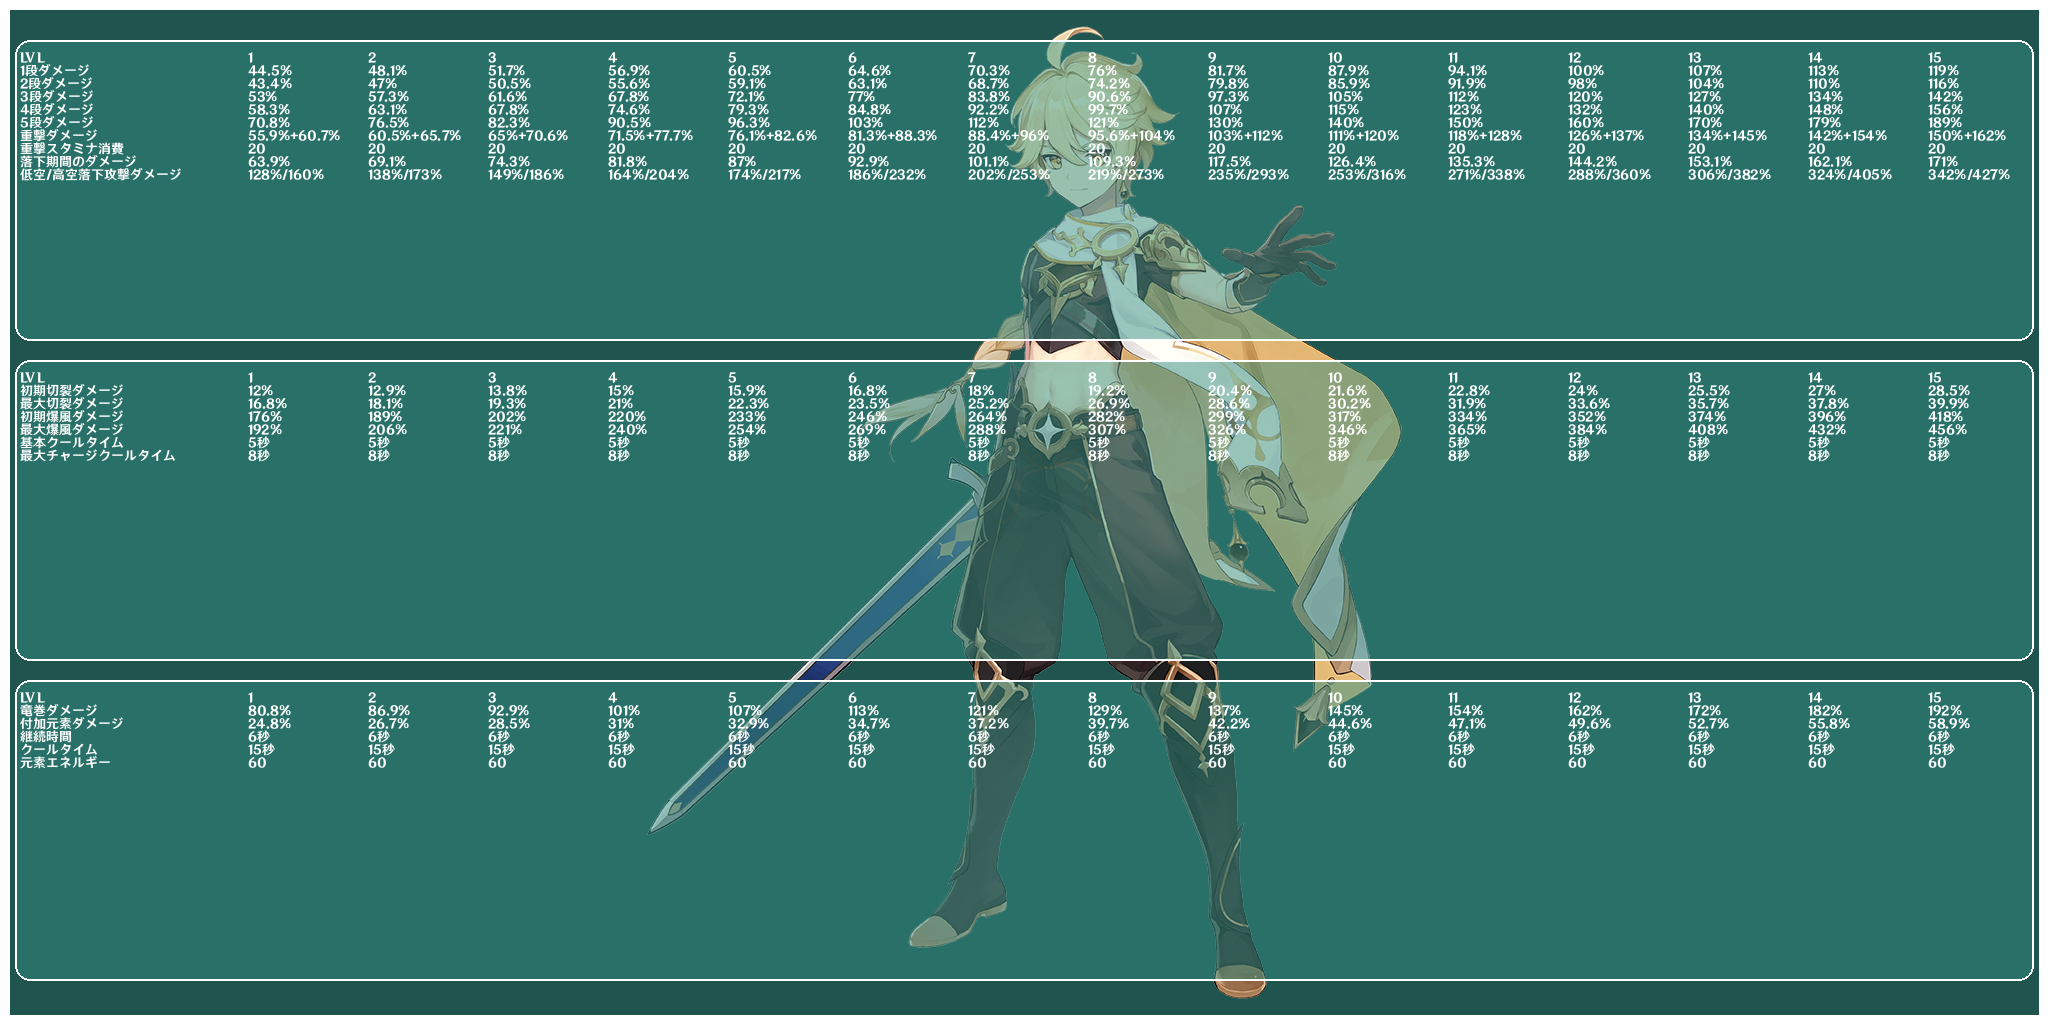 LVL 1 2 3 4 5 6 7 8 9 10 11 12 13 14 15
1段ダメージ 44.5% 48.1% 51.7% 56.9% 60.5% 64.6% 70.3% 76% 81.7% 87.9% 94.1% 100% 107% 113% 119%
2段ダメージ 43.4% 47% 50.5% 55.6% 59.1% 63.1% 68.7% 74.2% 79.8% 85.9% 91.9% 98% 104% 110% 116%
3段ダメージ 53% 57.3% 61.6% 67.8% 72.1% 77% 83.8% 90.6% 97.3% 105% 112% 120% 127% 134% 142%
4段ダメージ 58.3% 63.1% 67.8% 74.6% 79.3% 84.8% 92.2% 99.7% 107% 115% 123% 132% 140% 148% 156%
5段ダメージ 70.8% 76.5% 82.3% 90.5% 96.3% 103% 112% 121% 130% 140% 150% 160% 170% 179% 189%
重撃ダメージ 55.9%+60.7% 60.5%+65.7% 65%+70.6% 71.5%+77.7% 76.1%+82.6% 81.3%+88.3% 88.4%+96% 95.6%+104% 103%+112% 111%+120% 118%+128% 126%+137% 134%+145% 142%+154% 150%+162%
重撃スタミナ消費 20 20 20 20 20 20 20 20 20 20 20 20 20 20 20
落下期間のダメージ 63.9% 69.1% 74.3% 81.8% 87% 92.9% 101.1% 109.3% 117.5% 126.4% 135.3% 144.2% 153.1% 162.1% 171%
低空/高空落下攻撃ダメージ 128%/160% 138%/173% 149%/186% 164%/204% 174%/217% 186%/232% 202%/253% 219%/273% 235%/293% 253%/316% 271%/338% 288%/360% 306%/382% 324%/405% 342%/427%
LVL 1 2 3 4 5 6 7 8 9 10 11 12 13 14 15
初期切裂ダメージ 12% 12.9% 13.8% 15% 15.9% 16.8% 18% 19.2% 20.4% 21.6% 22.8% 24% 25.5% 27% 28.5%
最大切裂ダメージ 16.8% 18.1% 19.3% 21% 22.3% 23.5% 25.2% 26.9% 28.6% 30.2% 31.9% 33.6% 35.7% 37.8% 39.9%
初期爆風ダメージ 176% 189% 202% 220% 233% 246% 264% 282% 299% 317% 334% 352% 374% 396% 418%
最大爆風ダメージ 192% 206% 221% 240% 254% 269% 288% 307% 326% 346% 365% 384% 408% 432% 456%
基本クールタイム 5秒 5秒 5秒 5秒 5秒 5秒 5秒 5秒 5秒 5秒 5秒 5秒 5秒 5秒 5秒
最大チャージクールタイム 8秒 8秒 8秒 8秒 8秒 8秒 8秒 8秒 8秒 8秒 8秒 8秒 8秒 8秒 8秒
LVL 1 2 3 4 5 6 7 8 9 10 11 12 13 14 15
竜巻ダメージ 80.8% 86.9% 92.9% 101% 107% 113% 121% 129% 137% 145% 154% 162% 172% 182% 192%
付加元素ダメージ 24.8% 26.7% 28.5% 31% 32.9% 34.7% 37.2% 39.7% 42.2% 44.6% 47.1% 49.6% 52.7% 55.8% 58.9%
継続時間 6秒 6秒 6秒 6秒 6秒 6秒 6秒 6秒 6秒 6秒 6秒 6秒 6秒 6秒 6秒
クールタイム 15秒 15秒 15秒 15秒 15秒 15秒 15秒 15秒 15秒 15秒 15秒 15秒 15秒 15秒 15秒
元素エネルギー 60 60 60 60 60 60 60 60 60 60 60 60 60 60 60